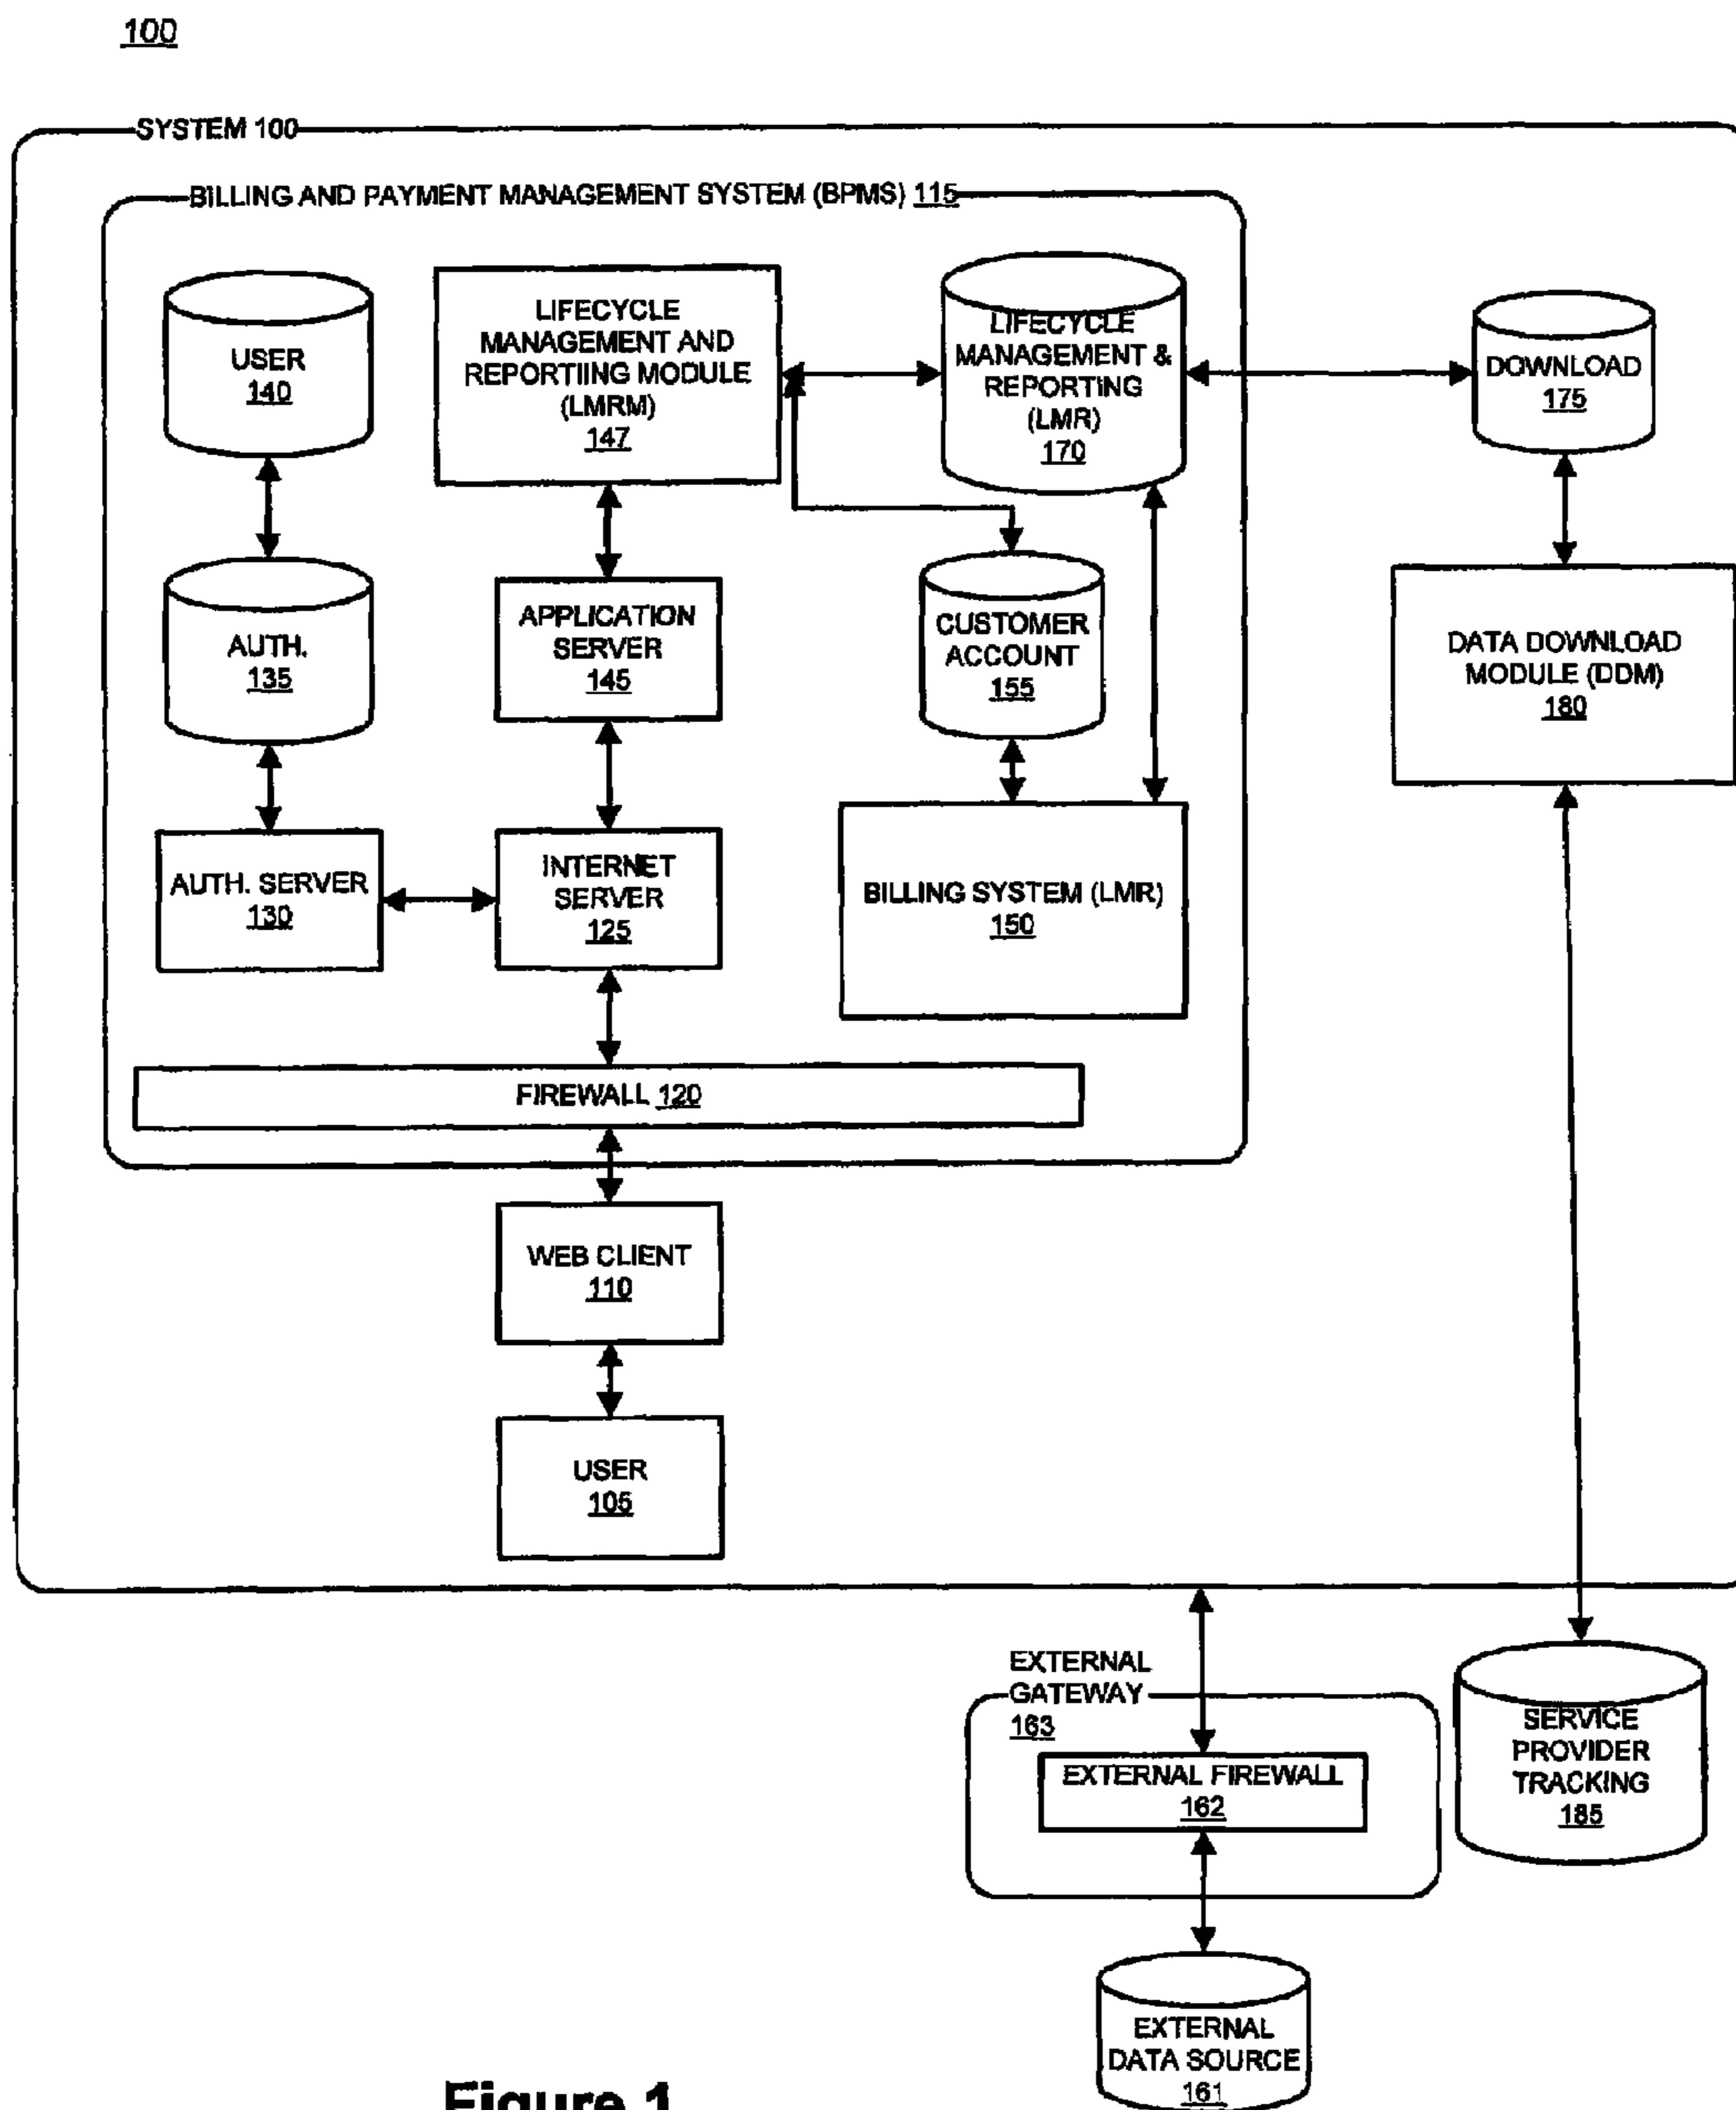 100
SYSTEM 100
BILLING AND PAYMENT MANAGEMENT SYSTEM (BPMS) 115
USER
140
LIFECYCLE
MANAGEMENT AND
REPORTIING MODULE
(LMRM)
147
LIFECYCLE
MANAGEMENT &
REPORTING
(LMR)
170
DOWNLOAD
175
AUTH.
135
APPLICATION
SERVER
145
CUSTOMER
ACCOUNT
155
DATA DOWNLOAD
MODULE (DDM)
180
AUTH. SERVER
130
INTERNET
SERVER
125
BILLING SYSTEM (LMR)
150
FIREWALL 120
WEB CLIENT
110
USER
105
EXTERNAL
GATEWAY
163
EXTERNAL FIREWALL
162
SERVICE
PROVIDER
TRACKING
185
EXTERNAL
DATA SOURCE
161
Figure 1